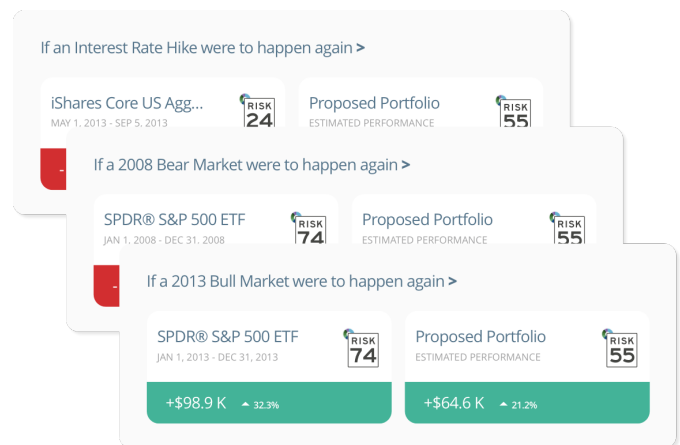 If an Interest Rate Hike were to happen again >
iShares Core US Agg...
MAY 1, 2013 - SEP 5, 2013
RISK
24
Proposed Portfolio
ESTIMATED PERFORMANCE
RISK
55
-
If a 2008 Bear Market were to happen again >
SPDR® S&P 500 ETF
JAN 1, 2008 - DEC 31, 2008
RISK
74
Proposed Portfolio
ESTIMATED PERFORMANCE
RISK
55
-
If a 2013 Bull Market were to happen again >
SPDR® S&P 500 ETF
JAN 1, 2013 - DEC 31, 2013
RISK
74
Proposed Portfolio
ESTIMATED PERFORMANCE
RISK
55
+$98.9 K 32.3%
+$64.6 K 21.2%